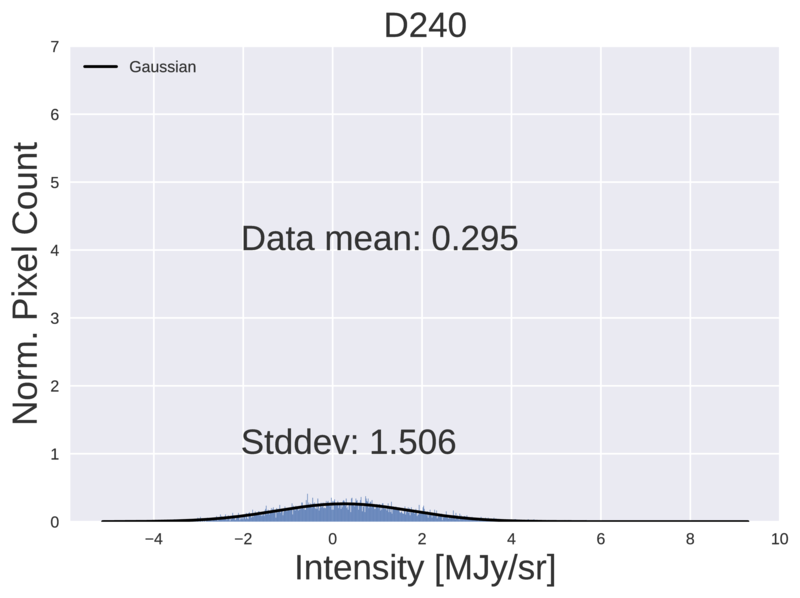 D240
Gaussian
Norm. Pixel Count
7
6
5
4
3
2
1
0
Data mean: 0.295
Stddev: 1.506
−4
−2
0
2
4
6
8
10
Intensity [MJy/sr]